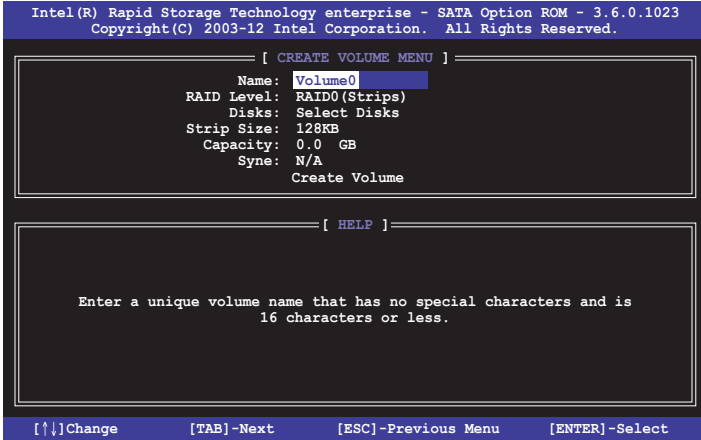 Intel(R) Rapid Storage Technology enterprise - SATA Option ROM - 3.6.0.1023
Copyright(C) 2003-12 Intel Corporation. All Rights Reserved.
[ CREATE VOLUME MENU ]
Name: Volume0
RAID Level: RAID0(Strips)
Disks: Select Disks
Strip Size: 128KB
Capacity: 0.0 GB
Syne: N/A
Create Volume
[ HELP ]
Enter a unique volume name that has no special characters and is
16 characters or less.
[↑↓]Change [TAB]-Next [ESC]-Previous Menu [ENTER]-Select